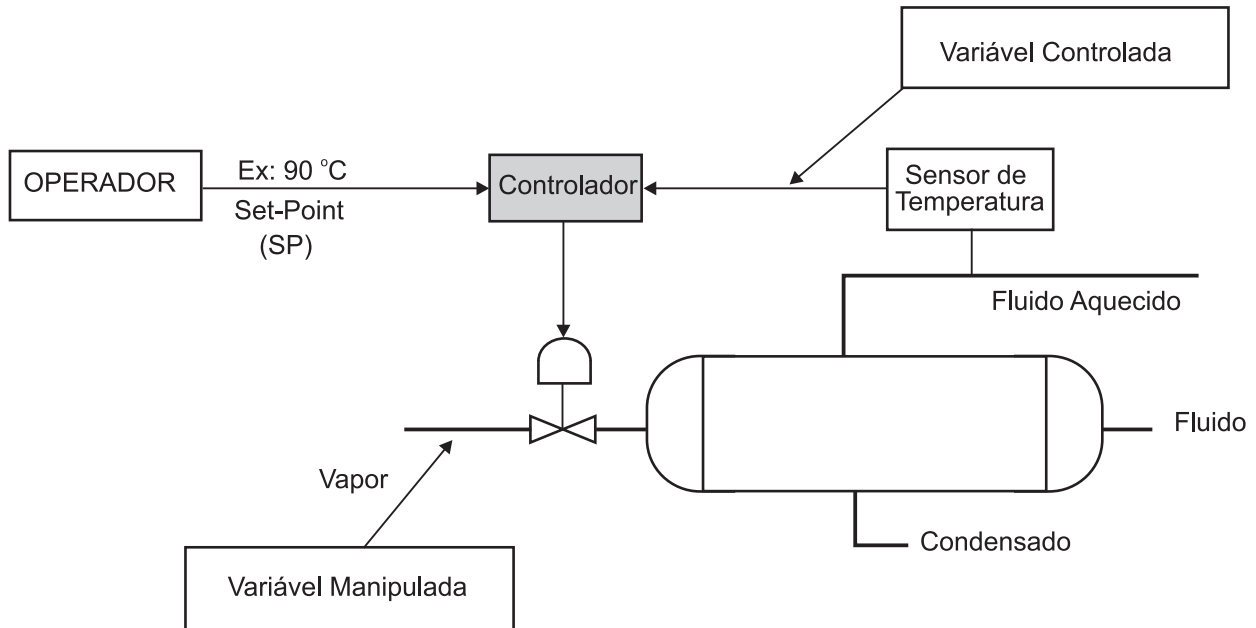 Variável Controlada
OPERADOR
Ex: 90 °C
Set-Point
(SP)
Controlador
Sensor de
Temperatura
Fluido Aquecido
Fluido
Vapor
Condensado
Variável Manipulada